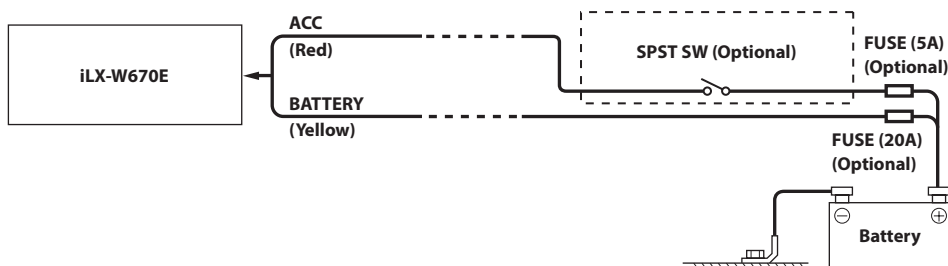 ACC
(Red)
SPST SW (Optional)
FUSE (5A)
(Optional)
iLX-W670E
BATTERY
(Yellow)
FUSE (20A)
(Optional)
Battery